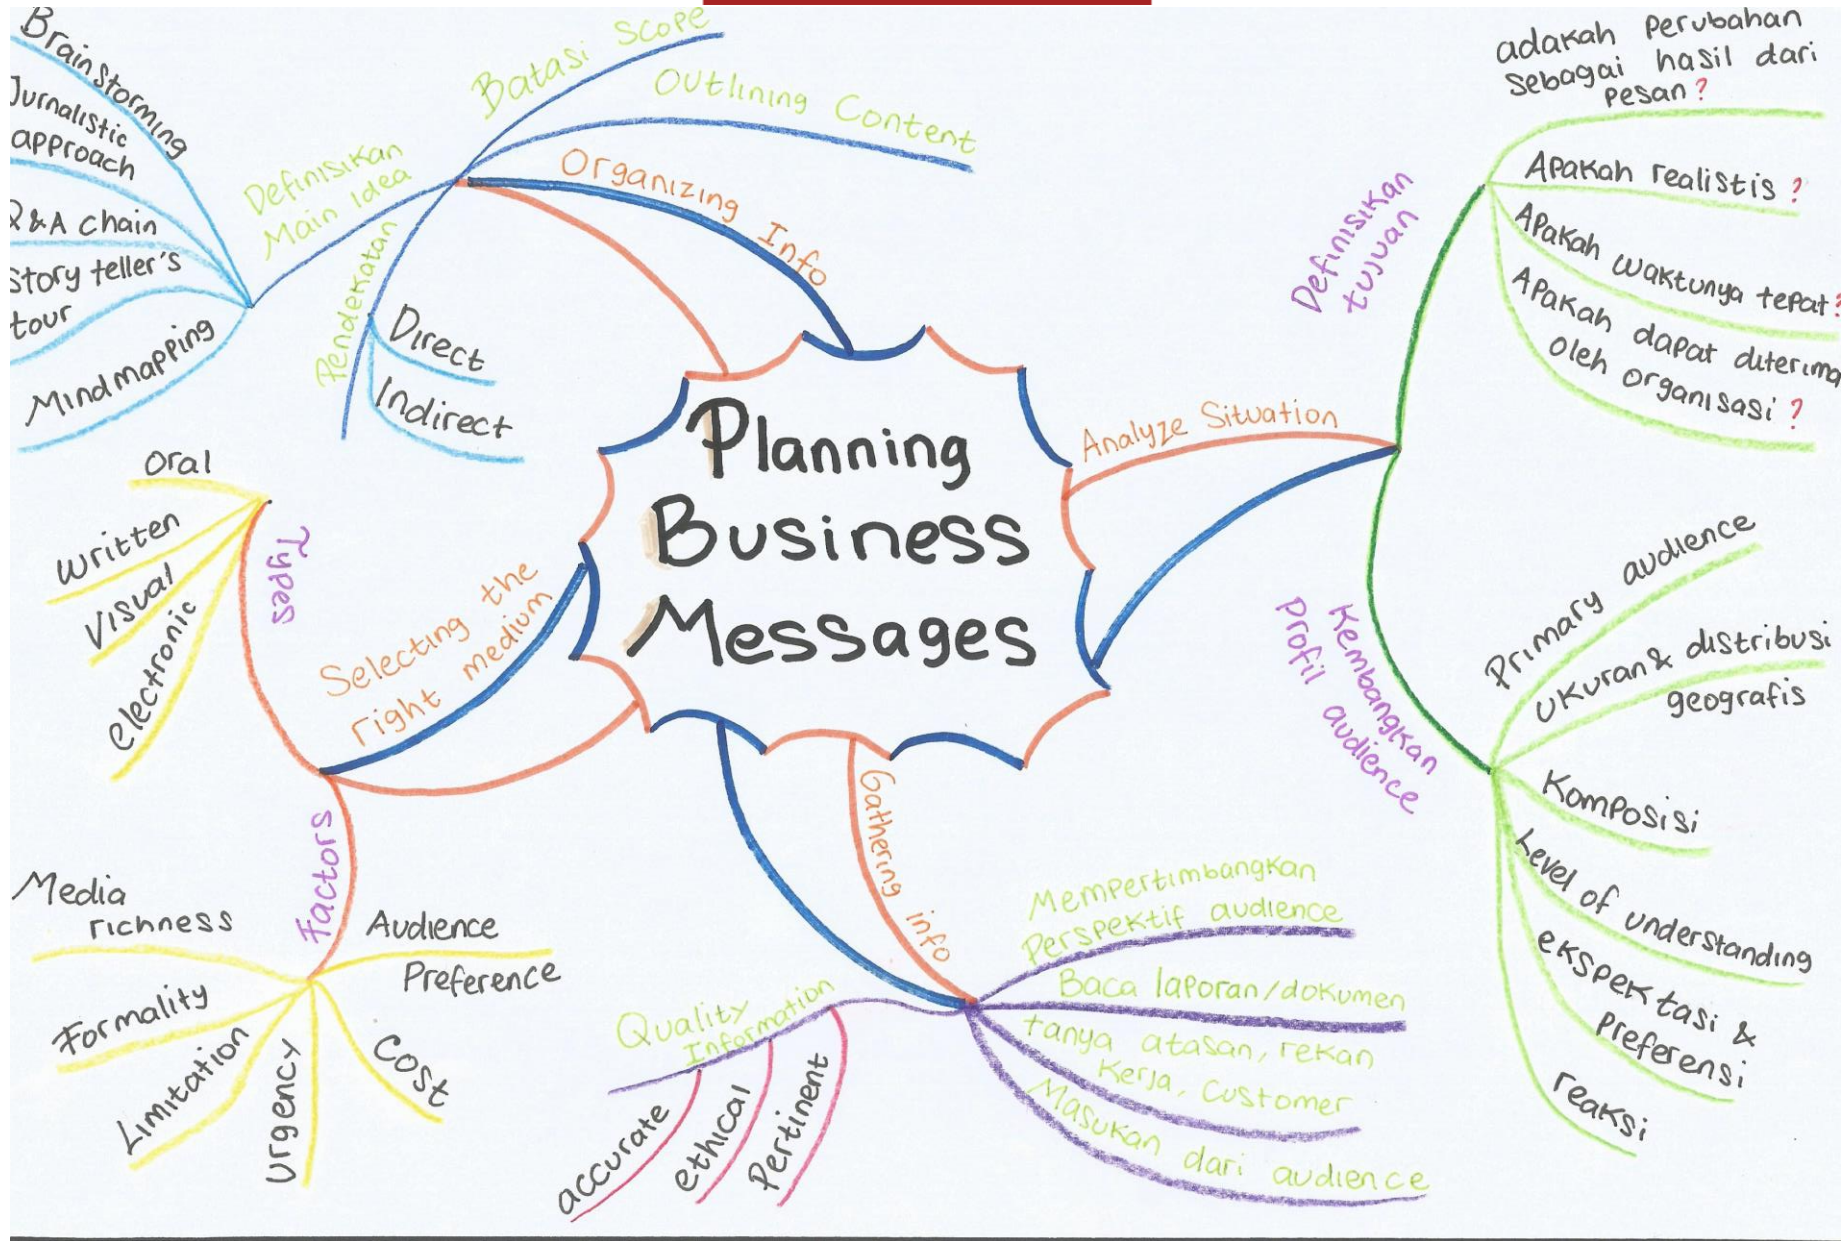 Planning
Business
Messages
Analyze Situation
Definisikan
tujuan
adakah perubahan
sebagai hasil dari
pesan?
Apakah realistis?
Apakah waktunya tepat?
Apakah dapat diterima
oleh organisasi?
Kembangkan
Profil audience
Primary audience
Ukuran & distribusi
geografis
Komposisi
Level of understanding
ekspektasi &
preferensi
reaksi
Gathering info
Mempertimbangkan
Perspektif audience
Baca laporan/dokumen
tanya atasan, rekan
Kerja, Customer
Masukan dari audience
Quality
Information
accurate
ethical
Pertinent
Selecting the
right medium
Types
oral
written
Visual
electronic
Factors
Media
richness
Formality
Limitation
Urgency
Cost
Audience
Preference
Organizing Info
Batasi Scope
Outlining Content
Definisikan
Main Idea
Brainstorming
Jurnalistic
approach
Q&A chain
Story teller's
tour
Mindmapping
Pendekatan
Direct
Indirect